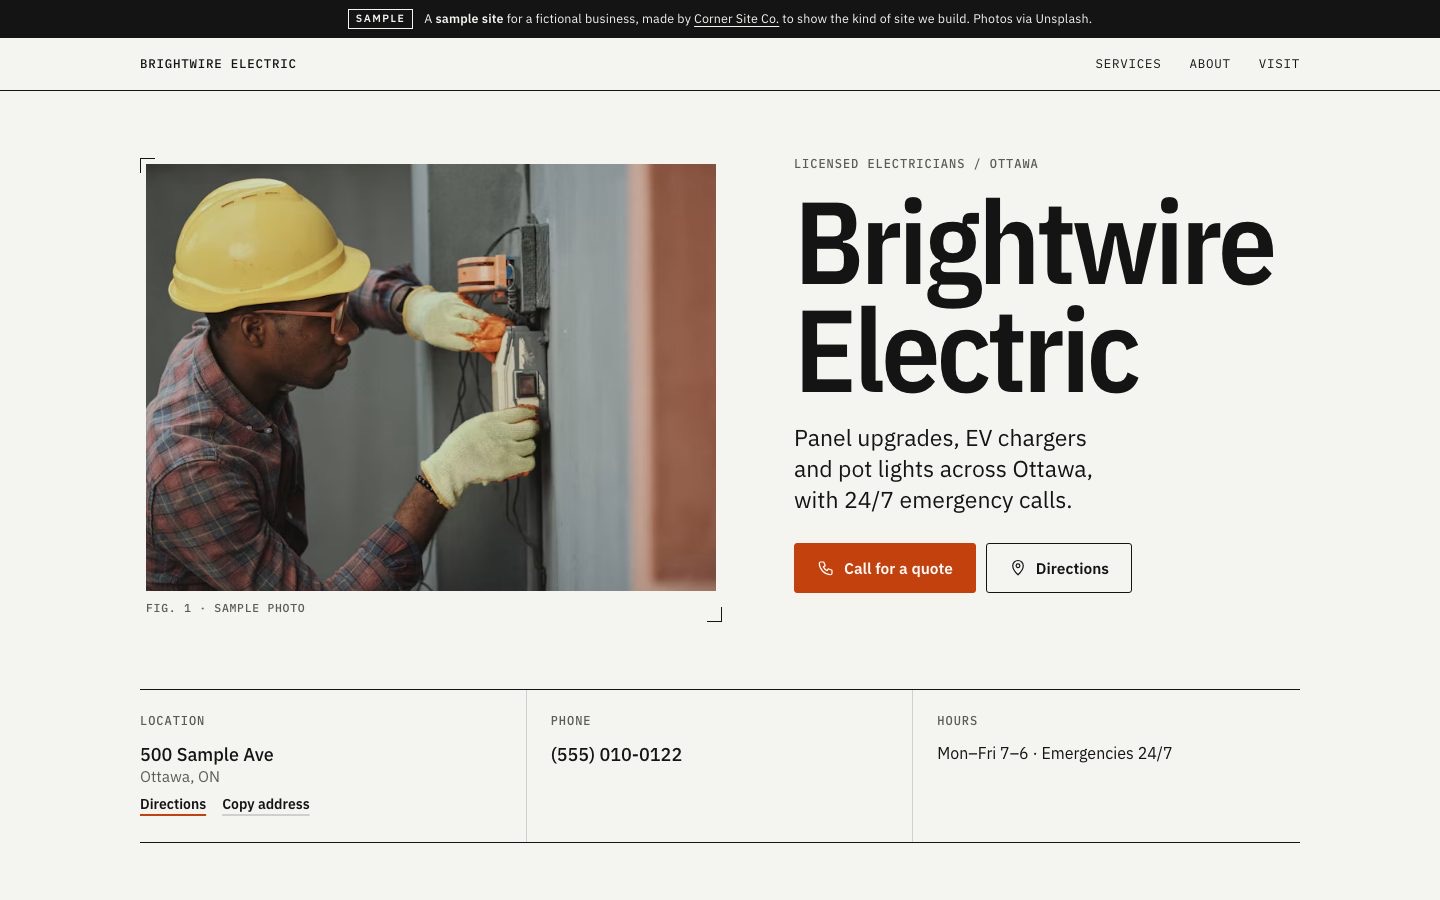 SAMPLE A sample site for a fictional business, made by Corner Site Co. to show the kind of site we build. Photos via Unsplash.
BRIGHTWIRE ELECTRIC
SERVICES ABOUT VISIT
LICENSED ELECTRICIANS / OTTAWA
Brightwire
Electric
Panel upgrades, EV chargers
and pot lights across Ottawa,
with 24/7 emergency calls.
Call for a quote
Directions
FIG. 1 · SAMPLE PHOTO
LOCATION
500 Sample Ave
Ottawa, ON
Directions Copy address
PHONE
(555) 010-0122
HOURS
Mon–Fri 7–6 · Emergencies 24/7